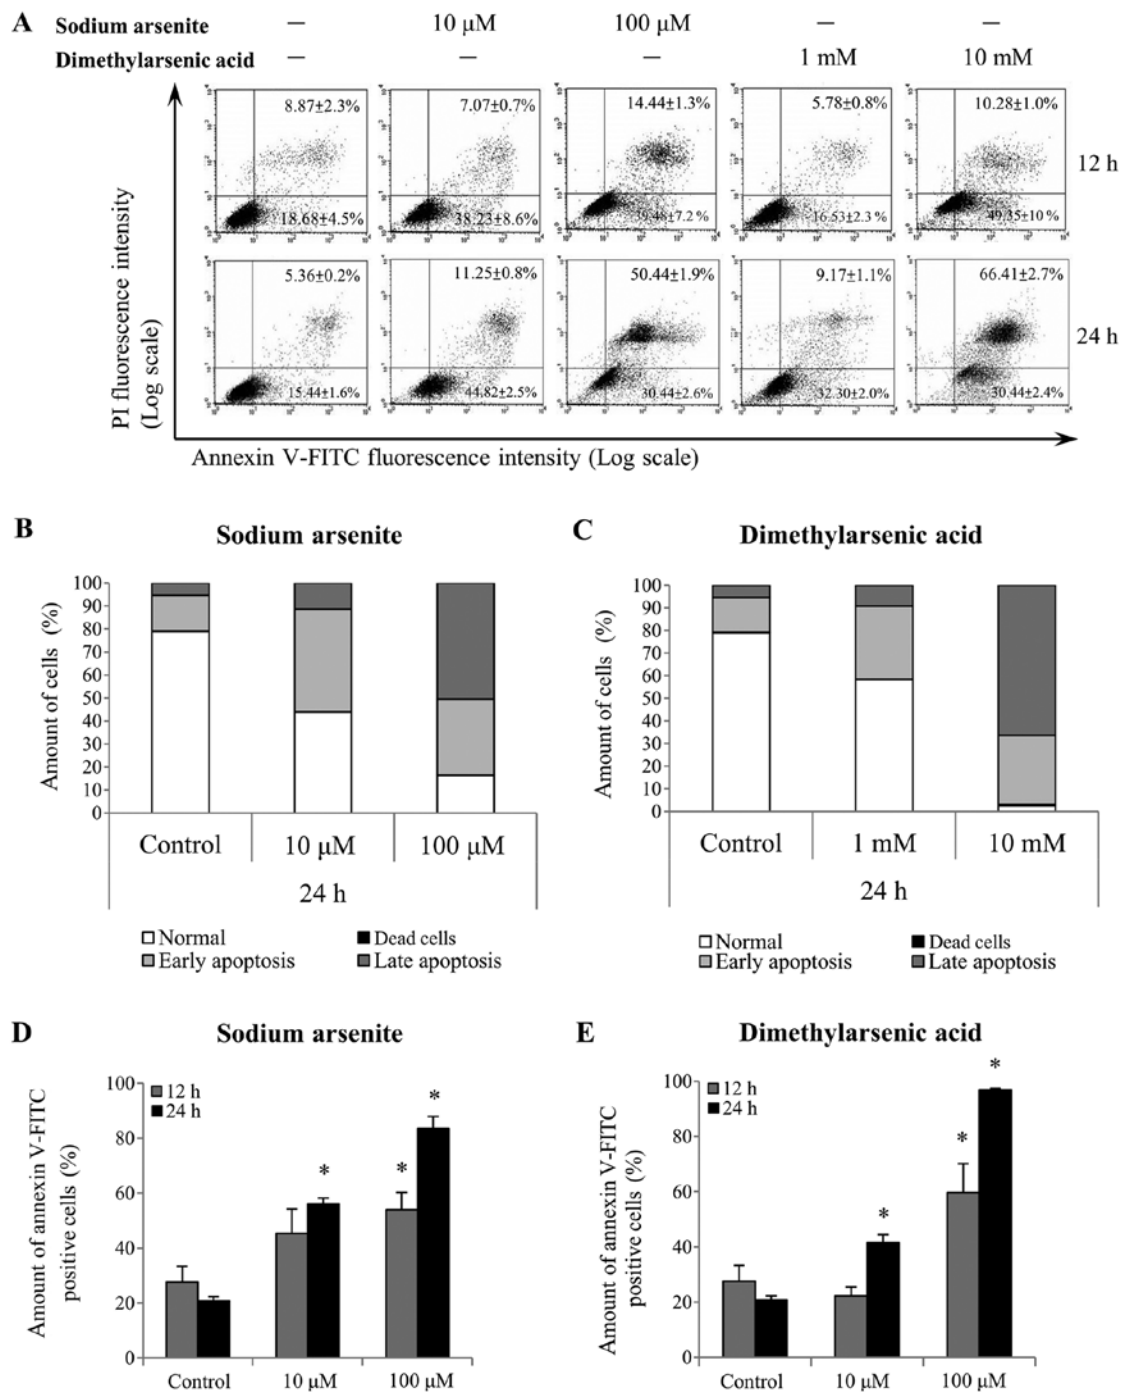 A
Sodium arsenite — 10 μM 100 μM — —
Dimethylarsenic acid — — — 1 mM 10 mM
8.87±2.3% 7.07±0.7% 14.44±1.3% 5.78±0.8% 10.28±1.0%
12 h
18.68±4.5% 38.23±8.6% 39.48±7.2 % 16.53±2.3 % 49.35±10 %
5.36±0.2% 11.25±0.8% 50.44±1.9% 9.17±1.1% 66.41±2.7%
24 h
15.44±1.6% 44.82±2.5% 30.44±2.6% 32.30±2.0% 30.44±2.4%
PI fluorescence intensity
(Log scale)
Annexin V-FITC fluorescence intensity (Log scale)
B
Sodium arsenite
Amount of cells (%)
100
90
80
70
60
50
40
30
20
10
0
Control 10 μM 100 μM
24 h
Normal Dead cells
Early apoptosis Late apoptosis
C
Dimethylarsenic acid
Amount of cells (%)
100
90
80
70
60
50
40
30
20
10
0
Control 1 mM 10 mM
24 h
Normal Dead cells
Early apoptosis Late apoptosis
D
Sodium arsenite
Amount of annexin V-FITC
positive cells (%)
100
80
60
40
20
0
12 h
24 h
* * *
Control 10 μM 100 μM
E
Dimethylarsenic acid
Amount of annexin V-FITC
positive cells (%)
100
80
60
40
20
0
12 h
24 h
* * *
Control 10 μM 100 μM